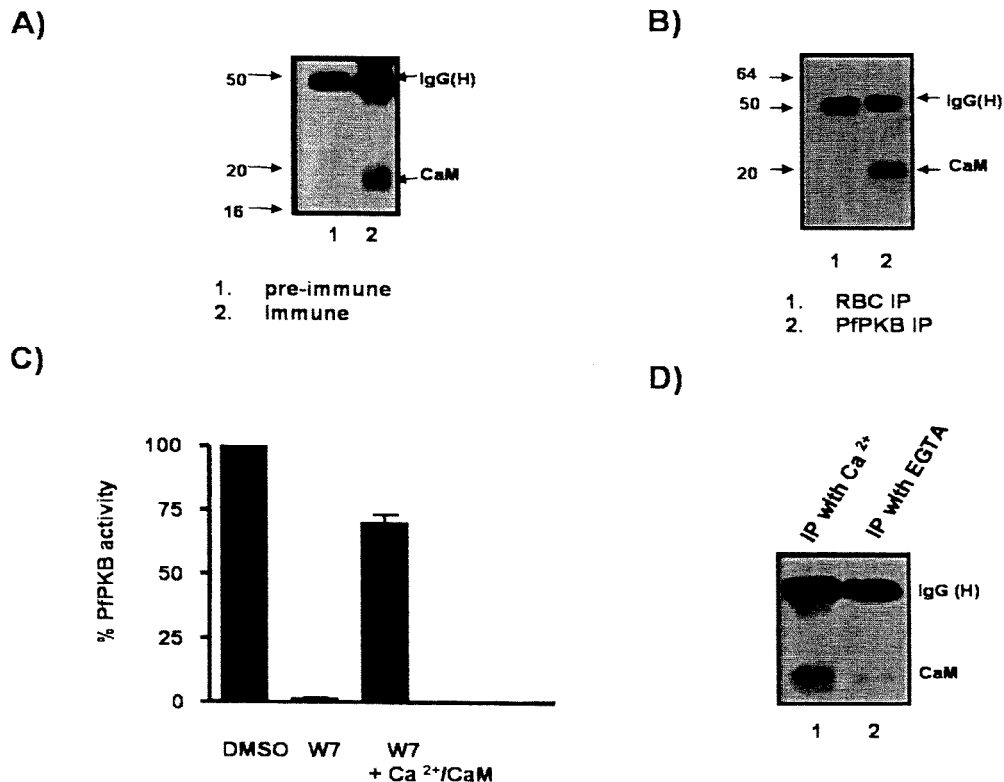 A)
50
IgG(H)
20
CaM
16
1 2
1. pre-immune
2. Immune
B)
64
50
IgG(H)
20
CaM
1 2
1. RBC IP
2. PfPKB IP
C)
% PfPKB activity
100
75
50
25
0
DMSO W7 W7
+ Ca 2+/CaM
D)
IP with Ca 2+
IP with EGTA
IgG (H)
CaM
1 2